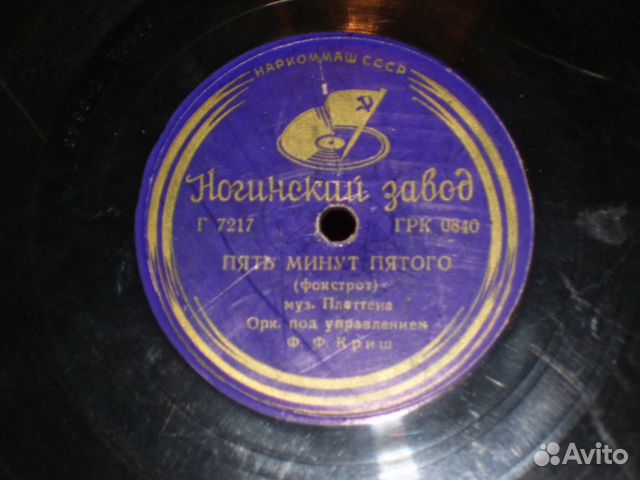 НАРКОММАШ СССР
Ногинский завод
Г 7217 ГРК 0840
ПЯТЬ МИНУТ ПЯТОГО
(фокстрот)
муз. Платтена
Орк. под управлением
Ф. Ф. Криш
Avito